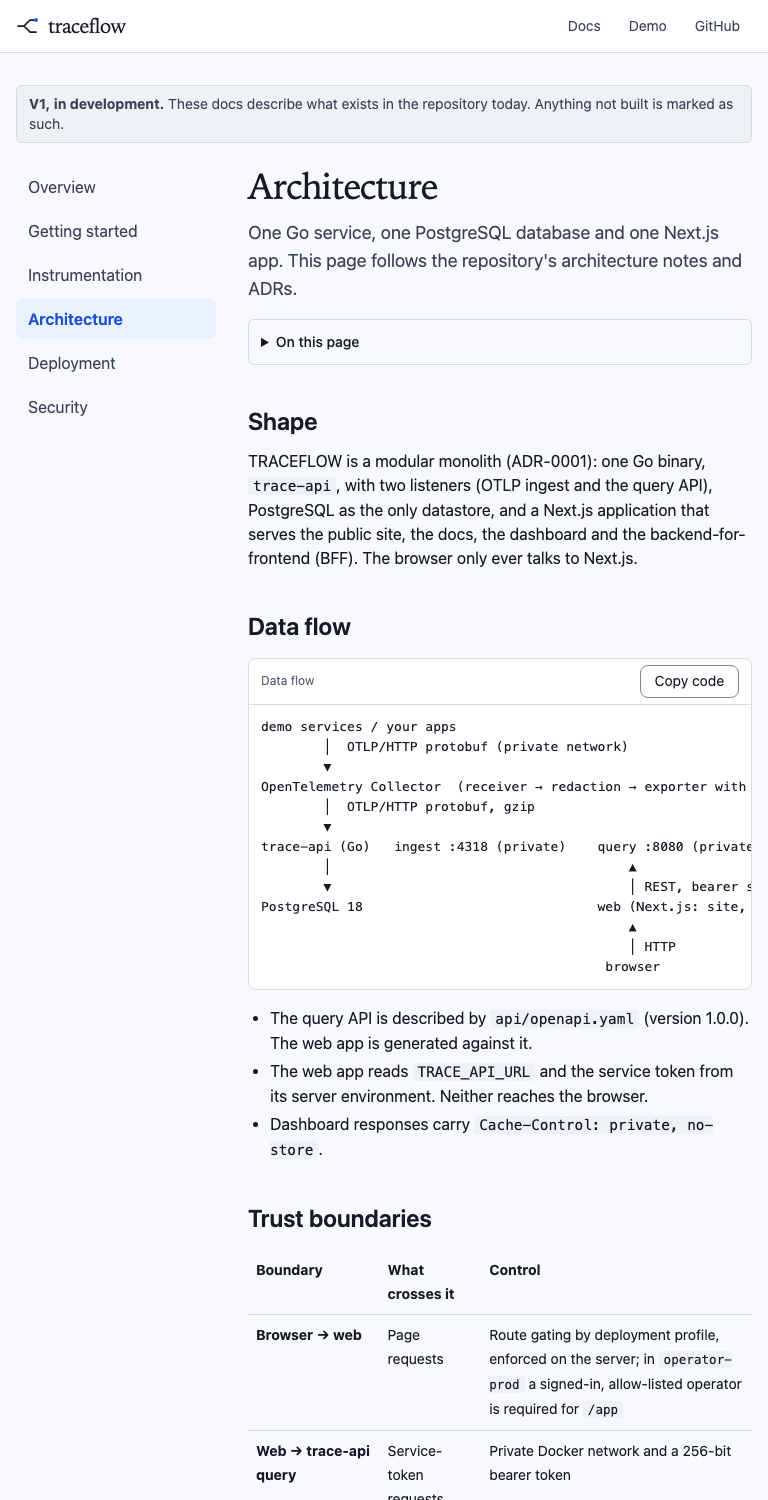 traceflow
Docs Demo GitHub
V1, in development. These docs describe what exists in the repository today. Anything not built is marked as
such.
Overview
Getting started
Instrumentation
Architecture
Deployment
Security
Architecture
One Go service, one PostgreSQL database and one Next.js
app. This page follows the repository's architecture notes and
ADRs.
▶ On this page
Shape
TRACEFLOW is a modular monolith (ADR-0001): one Go binary,
trace-api, with two listeners (OTLP ingest and the query API),
PostgreSQL as the only datastore, and a Next.js application that
serves the public site, the docs, the dashboard and the backend-for-
frontend (BFF). The browser only ever talks to Next.js.
Data flow
Data flow Copy code
demo services / your apps
│ OTLP/HTTP protobuf (private network)
▼
OpenTelemetry Collector (receiver → redaction → exporter with
│ OTLP/HTTP protobuf, gzip
▼
trace-api (Go) ingest :4318 (private) query :8080 (private
│ ▲
▼ │ REST, bearer s
PostgreSQL 18 web (Next.js: site,
▲
│ HTTP
browser
• The query API is described by api/openapi.yaml (version 1.0.0).
The web app is generated against it.
• The web app reads TRACE_API_URL and the service token from
its server environment. Neither reaches the browser.
• Dashboard responses carry Cache-Control: private, no-
store.
Trust boundaries
Boundary What Control
crosses it
Browser → web Page Route gating by deployment profile,
requests enforced on the server; in operator-
prod a signed-in, allow-listed operator
is required for /app
Web → trace-api Service- Private Docker network and a 256-bit
query token bearer token
requests